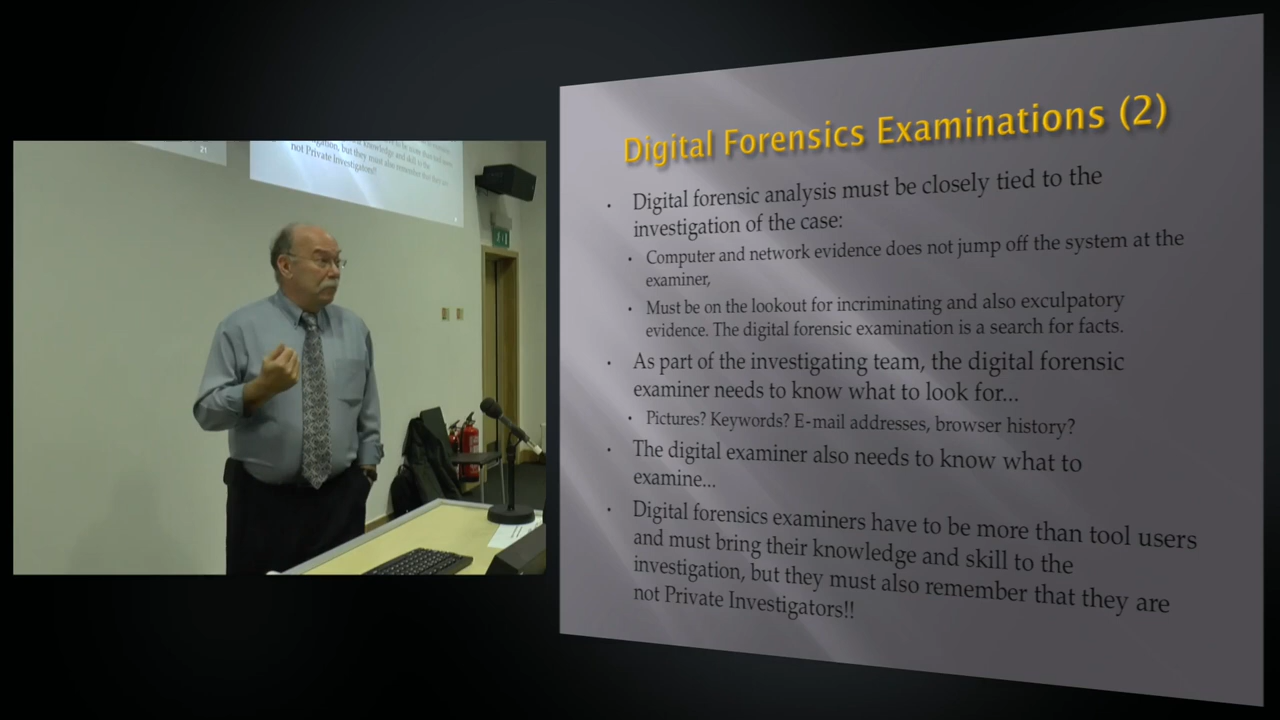 21
not Private Investigators!!
Digital Forensics Examinations (2)
Digital forensic analysis must be closely tied to the
investigation of the case:
Computer and network evidence does not jump off the system at the
examiner,
Must be on the lookout for incriminating and also exculpatory
evidence. The digital forensic examination is a search for facts.
As part of the investigating team, the digital forensic
examiner needs to know what to look for...
Pictures? Keywords? E-mail addresses, browser history?
The digital examiner also needs to know what to
examine...
Digital forensics examiners have to be more than tool users
and must bring their knowledge and skill to the
investigation, but they must also remember that they are
not Private Investigators!!